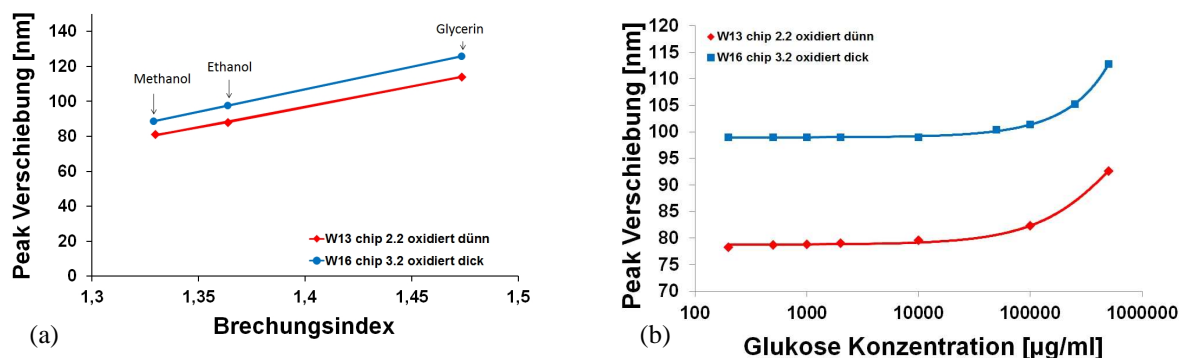 Peak Verschiebung [nm]
140
120
100
80
60
40
20
0
Methanol
Ethanol
Glycerin
W13 chip 2.2 oxidiert dünn
W16 chip 3.2 oxidiert dick
1,3
1,35
1,4
1,45
1,5
Brechungsindex
(a)
Peak Verschiebung [nm]
120
115
110
105
100
95
90
85
80
75
70
W13 chip 2.2 oxidiert dünn
W16 chip 3.2 oxidiert dick
100
1000
10000
100000
1000000
Glukose Konzentration [µg/ml]
(b)